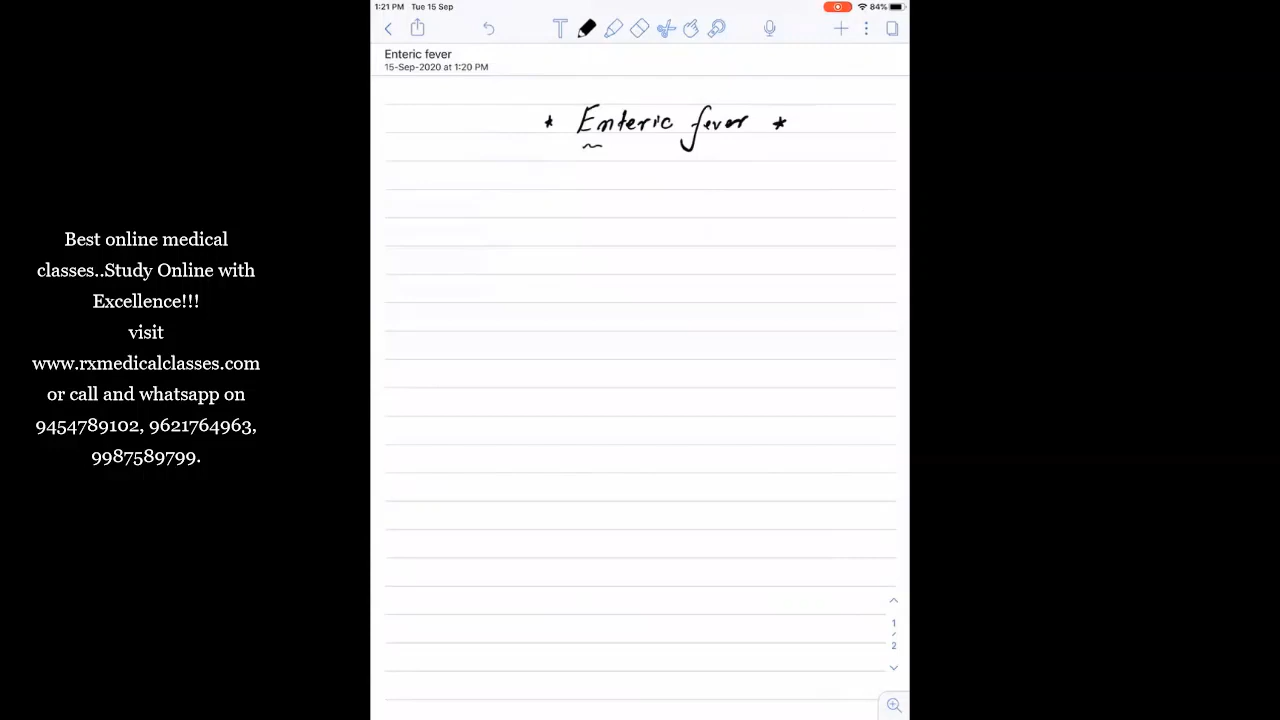 1:21 PM Tue 15 Sep 84%
Enteric fever
15-Sep-2020 at 1:20 PM
* Enteric fever *
Best online medical
classes..Study Online with
Excellence!!!
visit
www.rxmedicalclasses.com
or call and whatsapp on
9454789102, 9621764963,
9987589799.
1
2